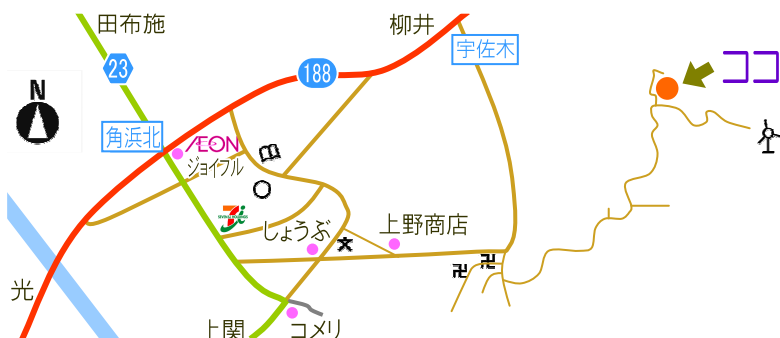 田布施
柳井
宇佐木
ココ
23
188
N
角浜北
ÆON
ジョイフル
しょうぶ
上野商店
光
上関
コメリ